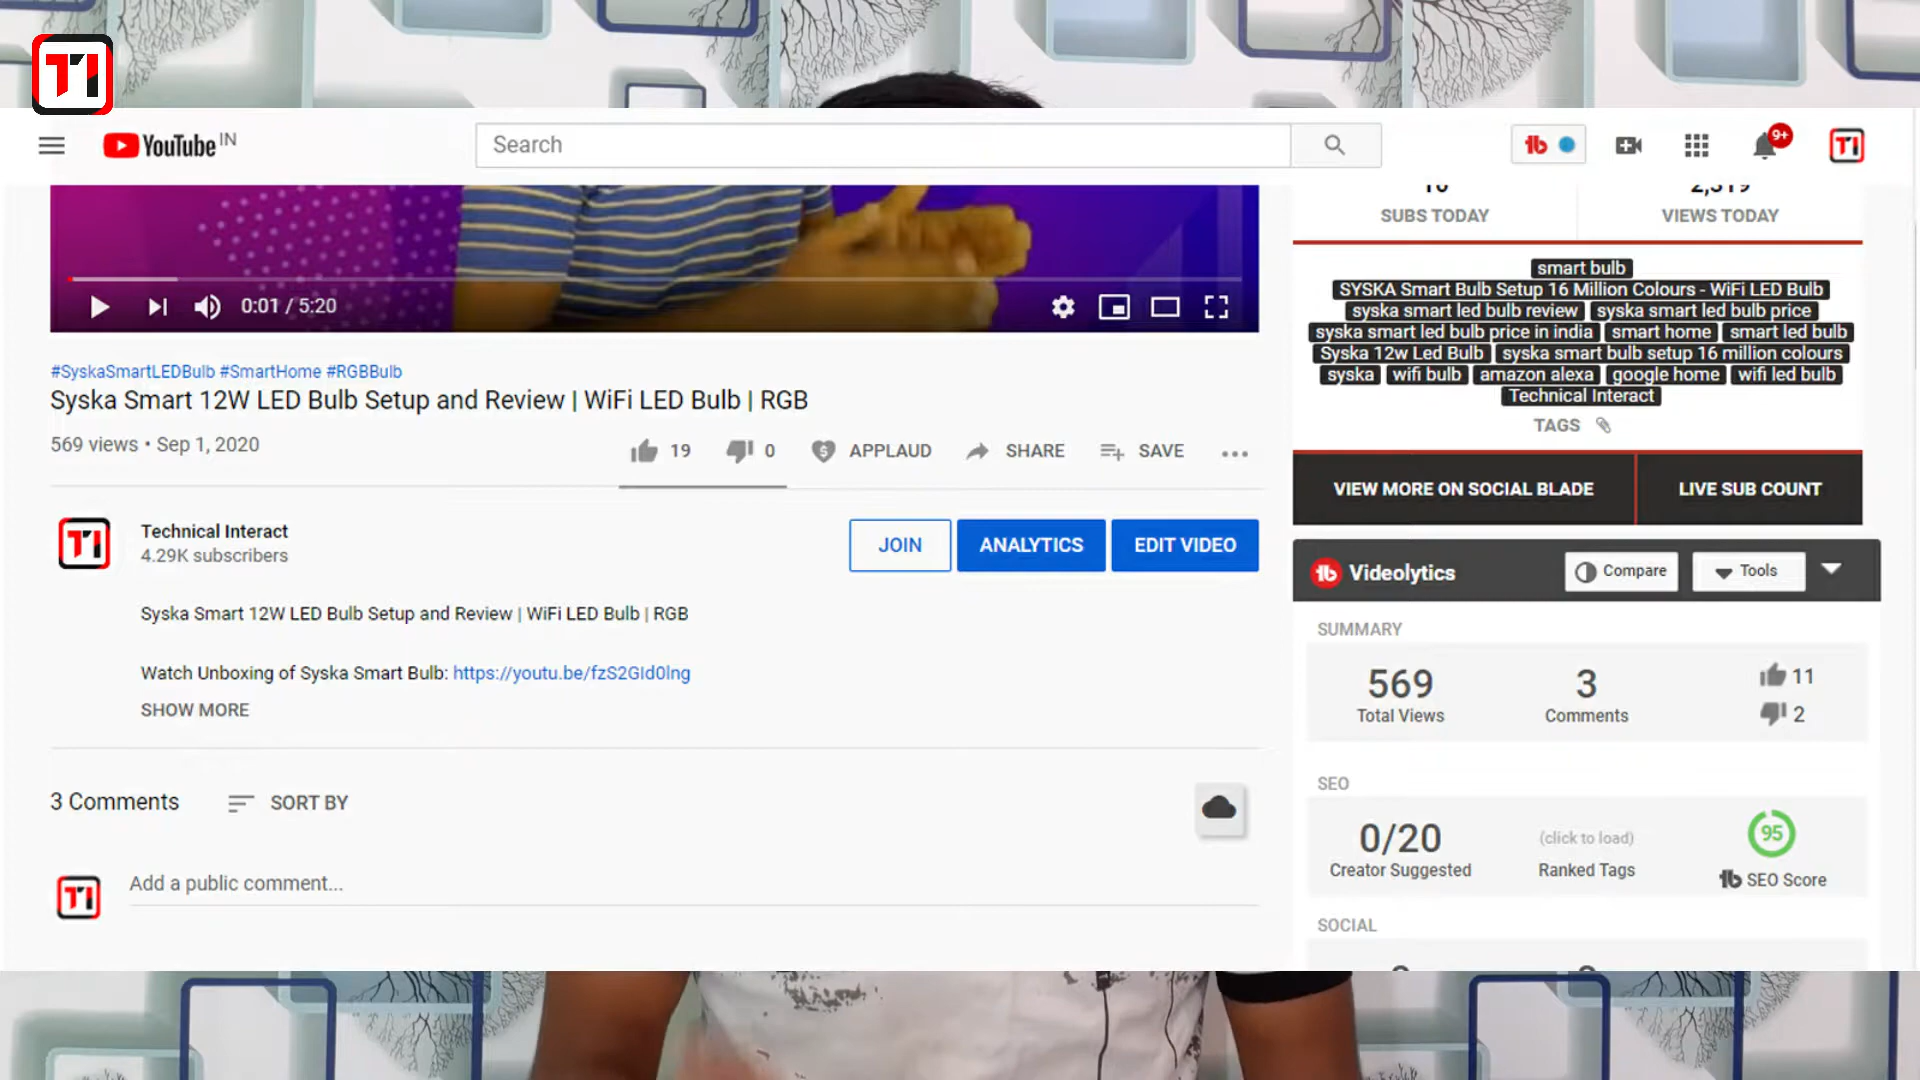 TI
YouTube IN
Search
9+
TI
SUBS TODAY
VIEWS TODAY
smart bulb
SYSKA Smart Bulb Setup 16 Million Colours - WiFi LED Bulb
syska smart led bulb review syska smart led bulb price
syska smart led bulb price in india smart home smart led bulb
Syska 12w Led Bulb syska smart bulb setup 16 million colours
syska wifi bulb amazon alexa google home wifi led bulb
Technical Interact
TAGS
VIEW MORE ON SOCIAL BLADE LIVE SUB COUNT
0:01 / 5:20
#SyskaSmartLEDBulb #SmartHome #RGBBulb
Syska Smart 12W LED Bulb Setup and Review | WiFi LED Bulb | RGB
569 views • Sep 1, 2020
19 0 APPLAUD SHARE SAVE
TI
Technical Interact
4.29K subscribers
JOIN ANALYTICS EDIT VIDEO
Syska Smart 12W LED Bulb Setup and Review | WiFi LED Bulb | RGB
Watch Unboxing of Syska Smart Bulb: https://youtu.be/fzS2GId0lng
SHOW MORE
3 Comments SORT BY
TI
Add a public comment...
Videolytics Compare Tools
SUMMARY
569 3 11
Total Views Comments 2
SEO
0/20 (click to load) 95
Creator Suggested Ranked Tags SEO Score
SOCIAL